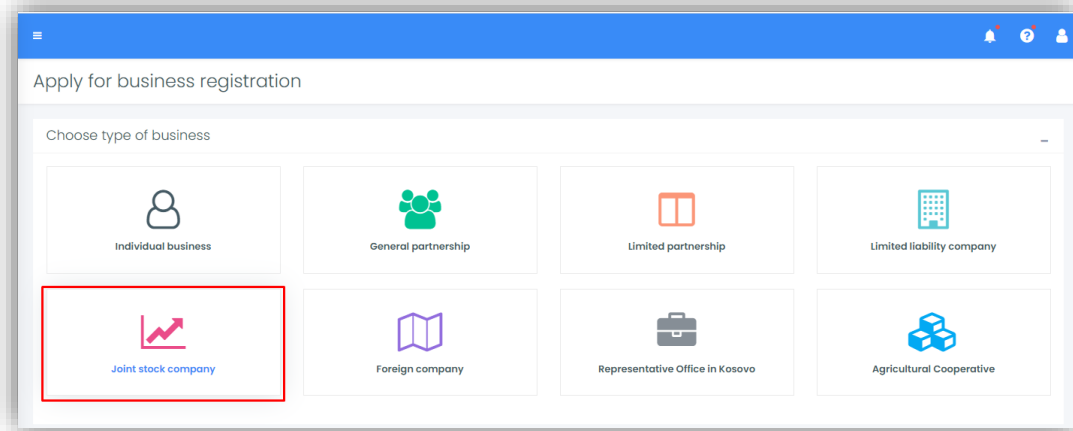 Apply for business registration
Choose type of business
Individual business
General partnership
Limited partnership
Limited liability company
Joint stock company
Foreign company
Representative Office in Kosovo
Agricultural Cooperative